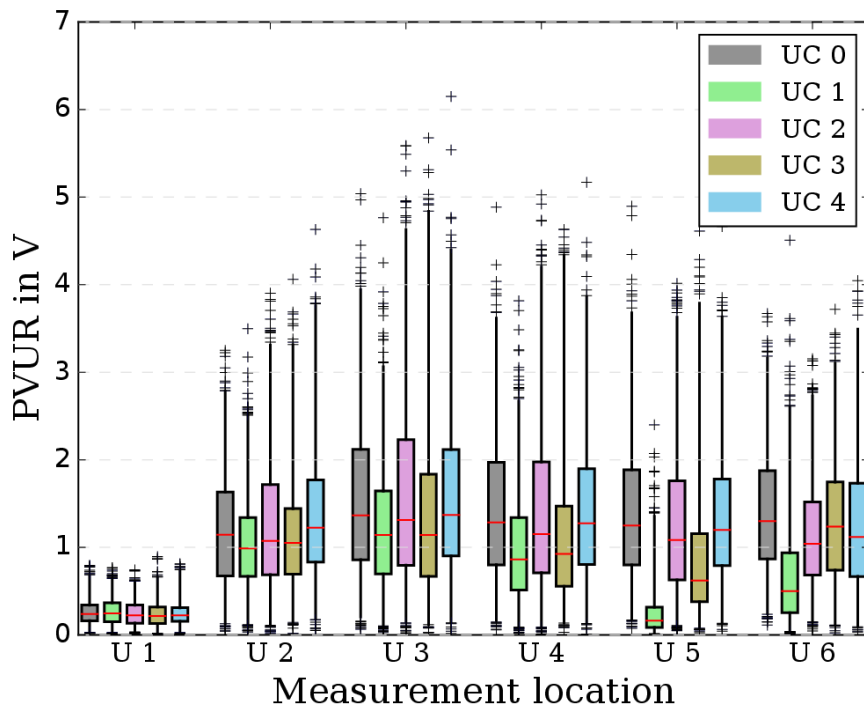 7
6
5
4
3
2
1
0
PVUR in V
UC 0
UC 1
UC 2
UC 3
UC 4
U 1 U 2 U 3 U 4 U 5 U 6
Measurement location